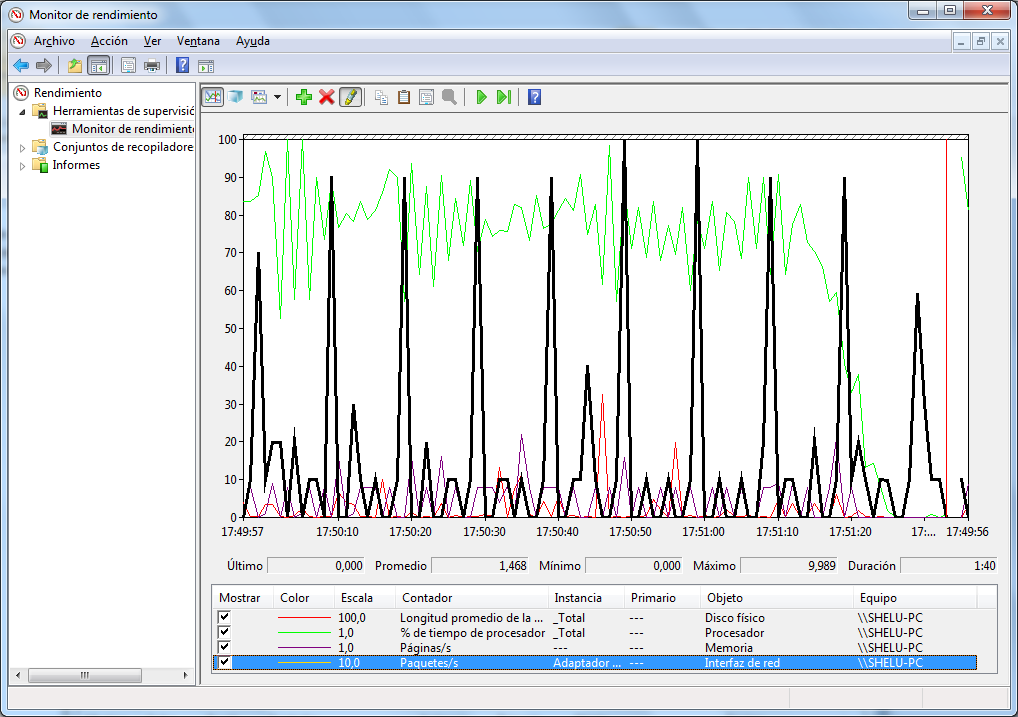 Monitor de rendimiento
Archivo Acción Ver Ventana Ayuda
Rendimiento
Herramientas de supervisió
Monitor de rendimiento
Conjuntos de recopiladore
Informes
100
90
80
70
60
50
40
30
20
10
0
17:49:57 17:50:10 17:50:20 17:50:30 17:50:40 17:50:50 17:51:00 17:51:10 17:51:20 17:... 17:49:56
Último 0,000 Promedio 1,468 Mínimo 0,000 Máximo 9,989 Duración 1:40
Mostrar Color Escala Contador Instancia Primario Objeto Equipo
100,0 Longitud promedio de la ... _Total --- Disco físico \\SHELU-PC
1,0 % de tiempo de procesador _Total --- Procesador \\SHELU-PC
1,0 Páginas/s --- --- Memoria \\SHELU-PC
10,0 Paquetes/s Adaptador ... --- Interfaz de red \\SHELU-PC